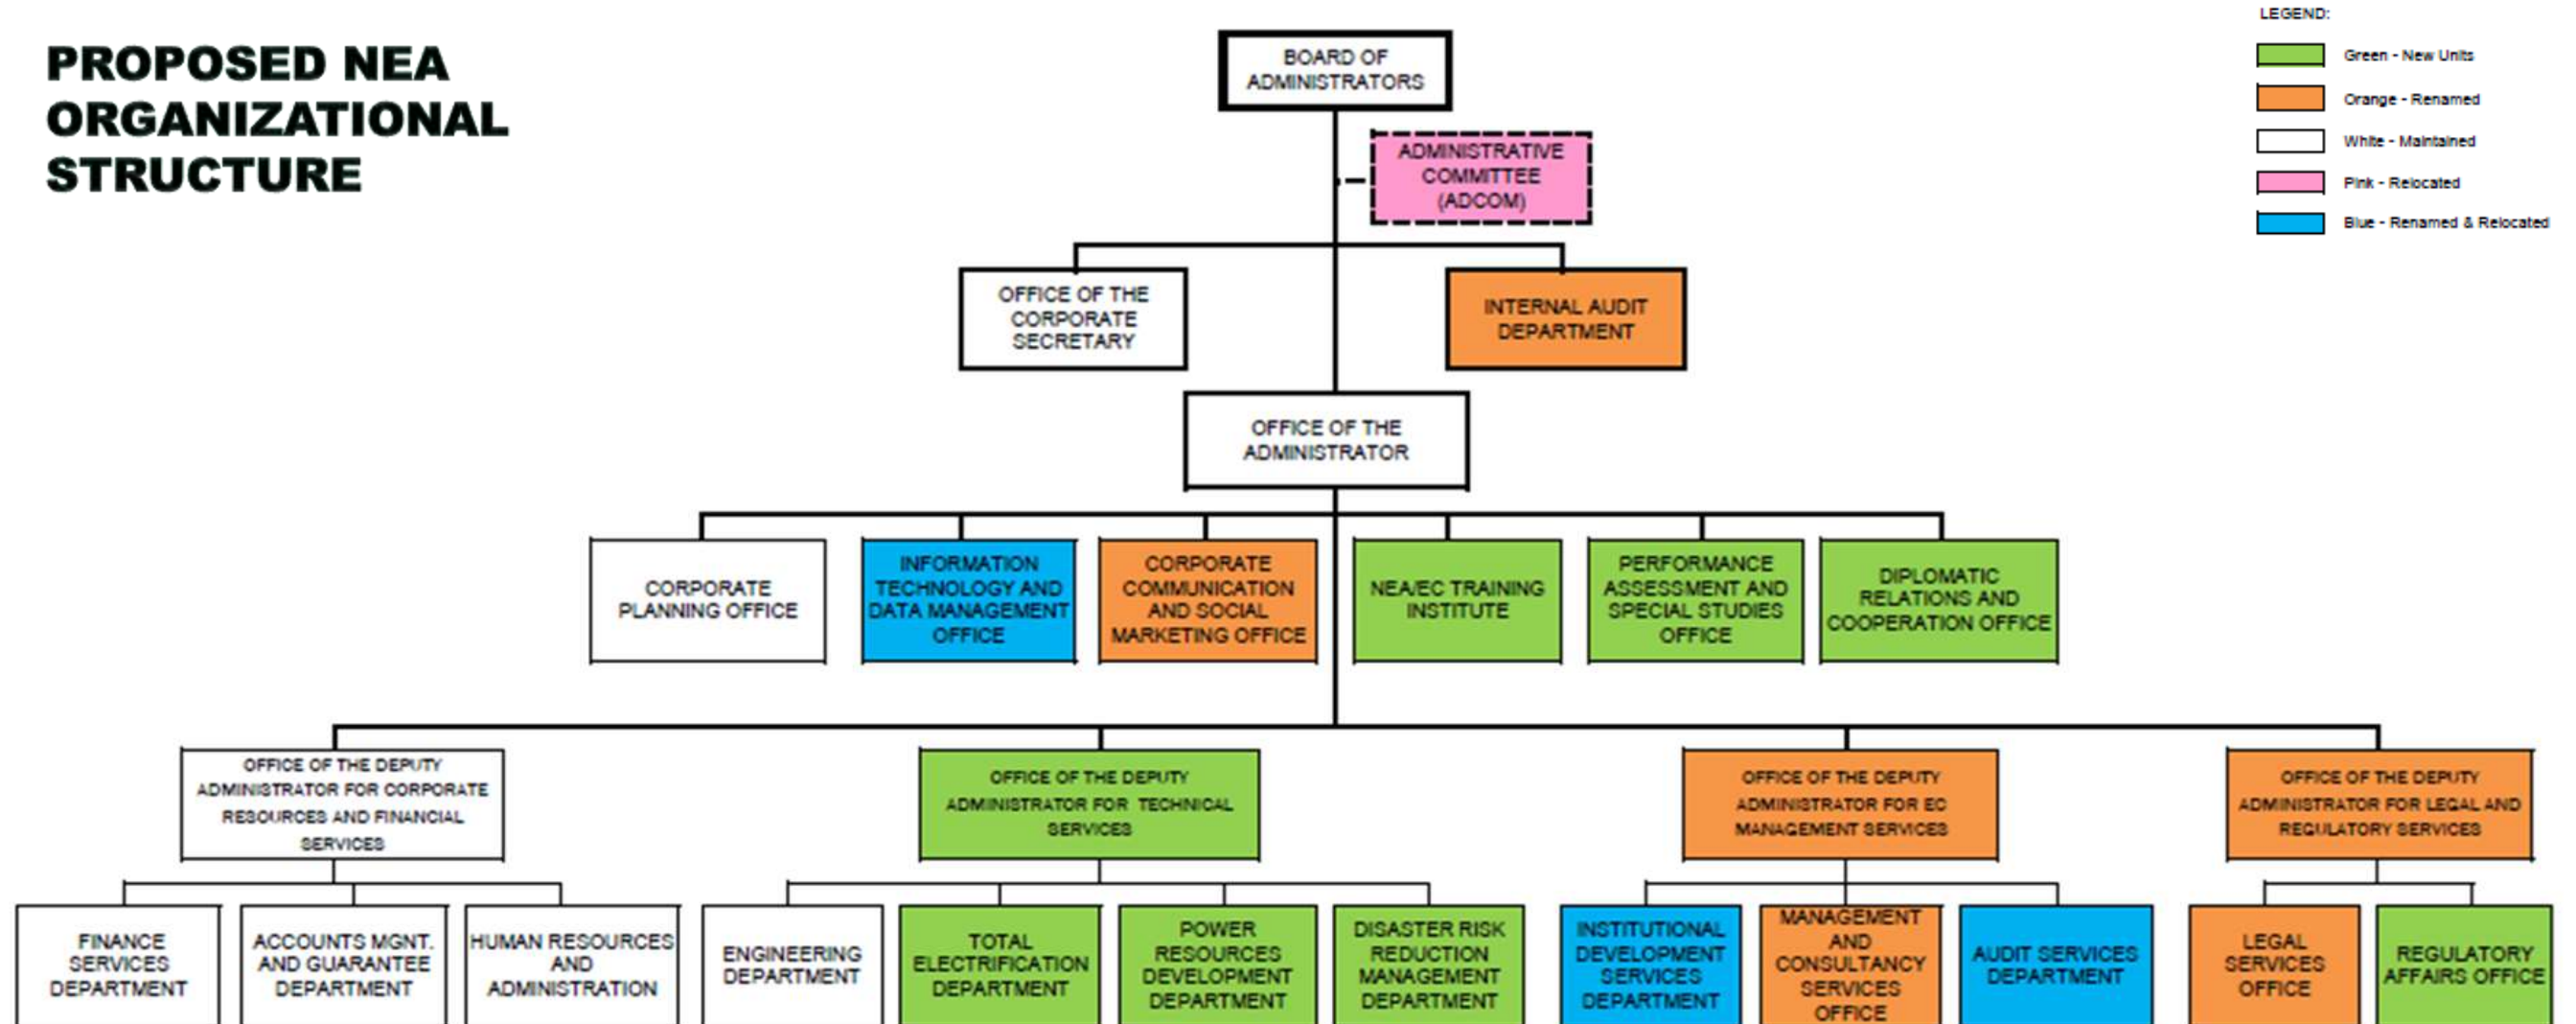 PROPOSED NEA
ORGANIZATIONAL
STRUCTURE
LEGEND:
Green - New Units
Orange - Renamed
White - Maintained
Pink - Relocated
Blue - Renamed & Relocated
BOARD OF
ADMINISTRATORS
ADMINISTRATIVE
COMMITTEE
(ADCOM)
OFFICE OF THE
CORPORATE
SECRETARY
INTERNAL AUDIT
DEPARTMENT
OFFICE OF THE
ADMINISTRATOR
CORPORATE
PLANNING OFFICE
INFORMATION
TECHNOLOGY AND
DATA MANAGEMENT
OFFICE
CORPORATE
COMMUNICATION
AND SOCIAL
MARKETING OFFICE
NEA/EC TRAINING
INSTITUTE
PERFORMANCE
ASSESSMENT AND
SPECIAL STUDIES
OFFICE
DIPLOMATIC
RELATIONS AND
COOPERATION OFFICE
OFFICE OF THE DEPUTY
ADMINISTRATOR FOR CORPORATE
RESOURCES AND FINANCIAL
SERVICES
OFFICE OF THE DEPUTY
ADMINISTRATOR FOR TECHNICAL
SERVICES
OFFICE OF THE DEPUTY
ADMINISTRATOR FOR EC
MANAGEMENT SERVICES
OFFICE OF THE DEPUTY
ADMINISTRATOR FOR LEGAL AND
REGULATORY SERVICES
FINANCE
SERVICES
DEPARTMENT
ACCOUNTS MGNT.
AND GUARANTEE
DEPARTMENT
HUMAN RESOURCES
AND
ADMINISTRATION
ENGINEERING
DEPARTMENT
TOTAL
ELECTRIFICATION
DEPARTMENT
POWER
RESOURCES
DEVELOPMENT
DEPARTMENT
DISASTER RISK
REDUCTION
MANAGEMENT
DEPARTMENT
INSTITUTIONAL
DEVELOPMENT
SERVICES
DEPARTMENT
MANAGEMENT
AND
CONSULTANCY
SERVICES
OFFICE
AUDIT SERVICES
DEPARTMENT
LEGAL
SERVICES
OFFICE
REGULATORY
AFFAIRS OFFICE